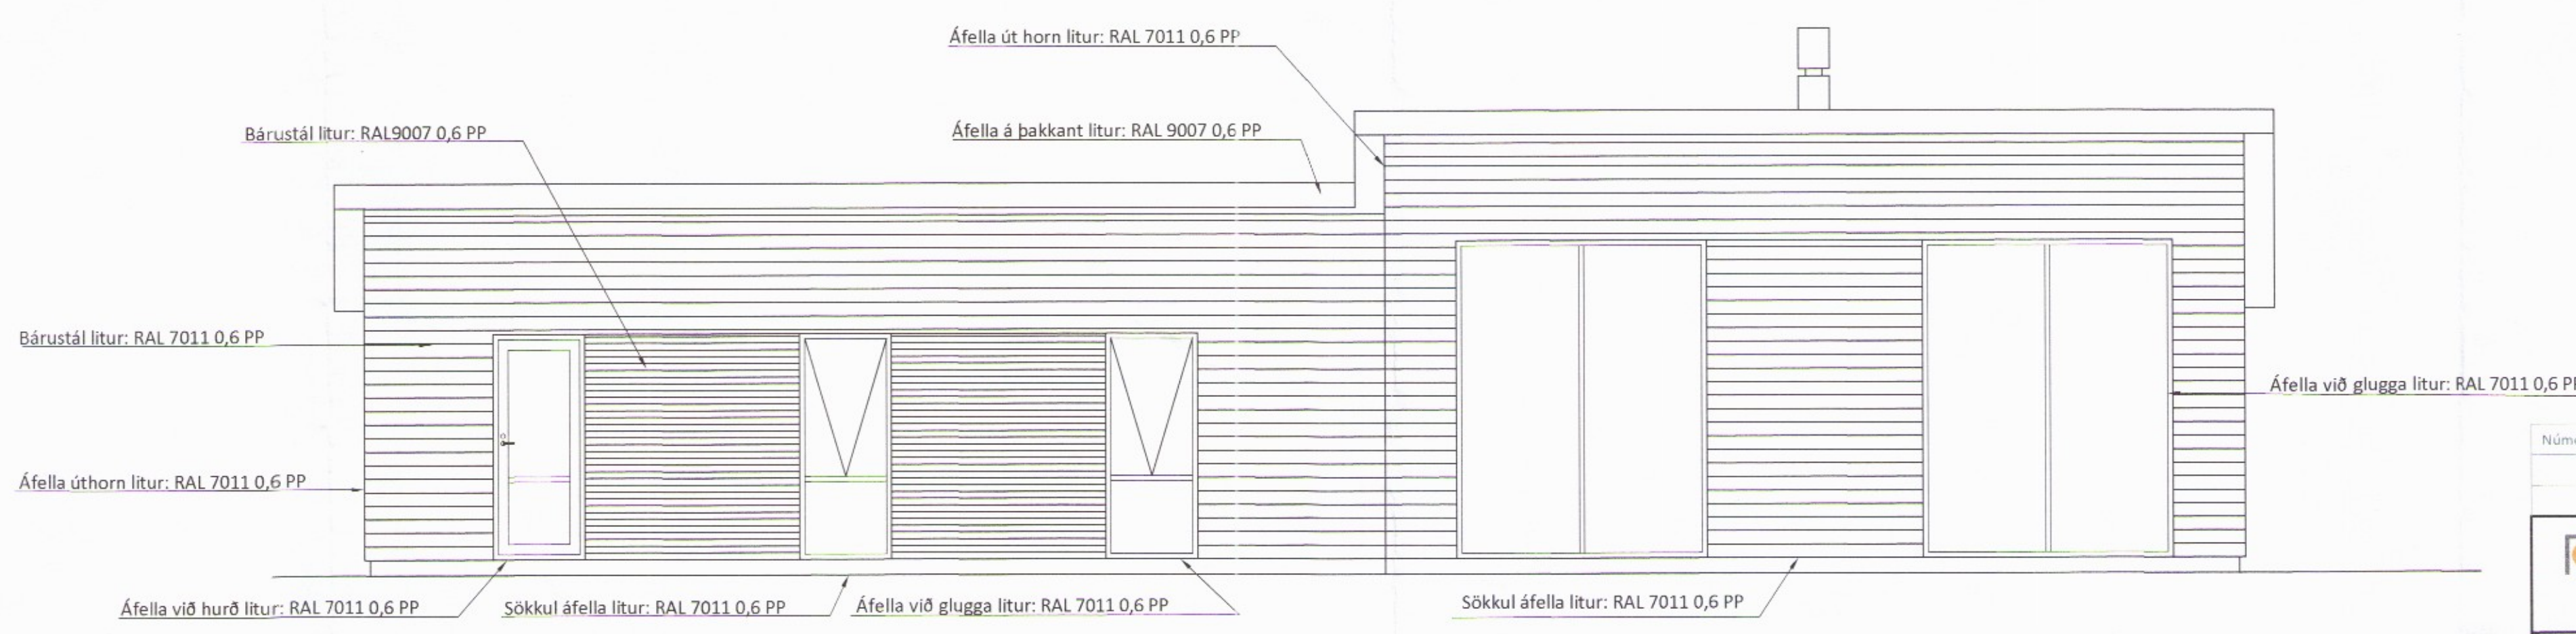 Áfella út horn litur: RAL 7011 0,6 PP
Bárustál litur: RAL9007 0,6 PP
Áfella á þakkant litur: RAL 9007 0,6 PP
Bárustál litur: RAL 7011 0,6 PP
Áfella við glugga litur: RAL 7011 0,6 P
Áfella úthorn litur: RAL 7011 0,6 PP
Áfella við hurð litur: RAL 7011 0,6 PP
Sökkul áfella litur: RAL 7011 0,6 PP
Áfella við glugga litur: RAL 7011 0,6 PP
Sökkul áfella litur: RAL 7011 0,6 PP